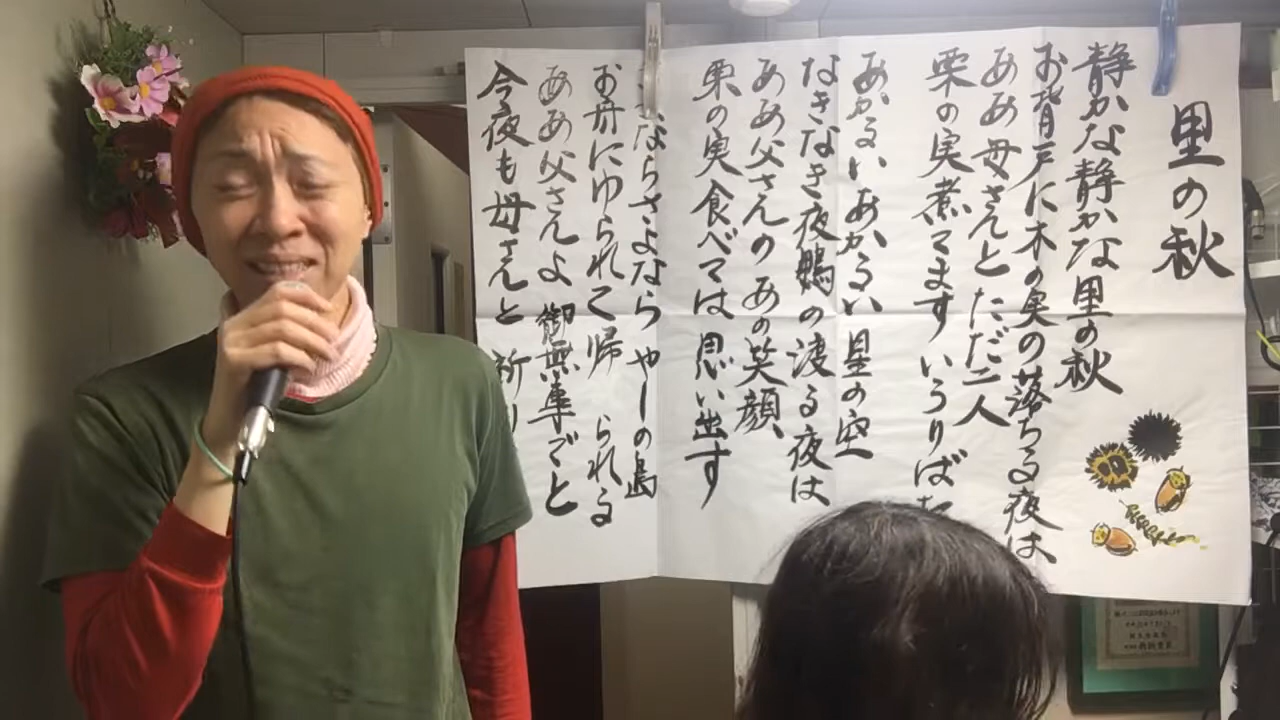 里の秋
静かな静かな里の秋
お背戸に木の実の落ちる夜は
ああ母さんとただ二人
栗の実煮てますいろりばた
あかるいあかるい星の空
なきなき夜鴨の渡る夜は
ああ父さんのあの笑顔
栗の実食べては思い出す
ならさよなら やしの島
お舟にゆられて帰られる
ああ父さんよ御無事でと
今夜も母さんと祈り